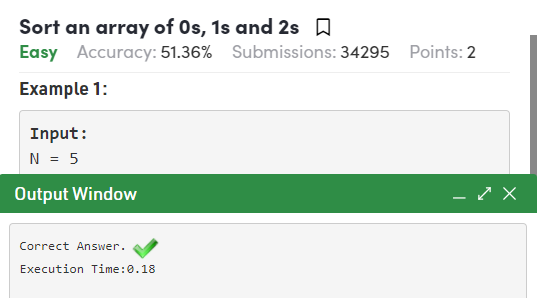 Sort an array of 0s, 1s and 2s
Easy Accuracy: 51.36% Submissions: 34295 Points: 2
Example 1:
Input:
N = 5
Output Window
Correct Answer.
Execution Time:0.18